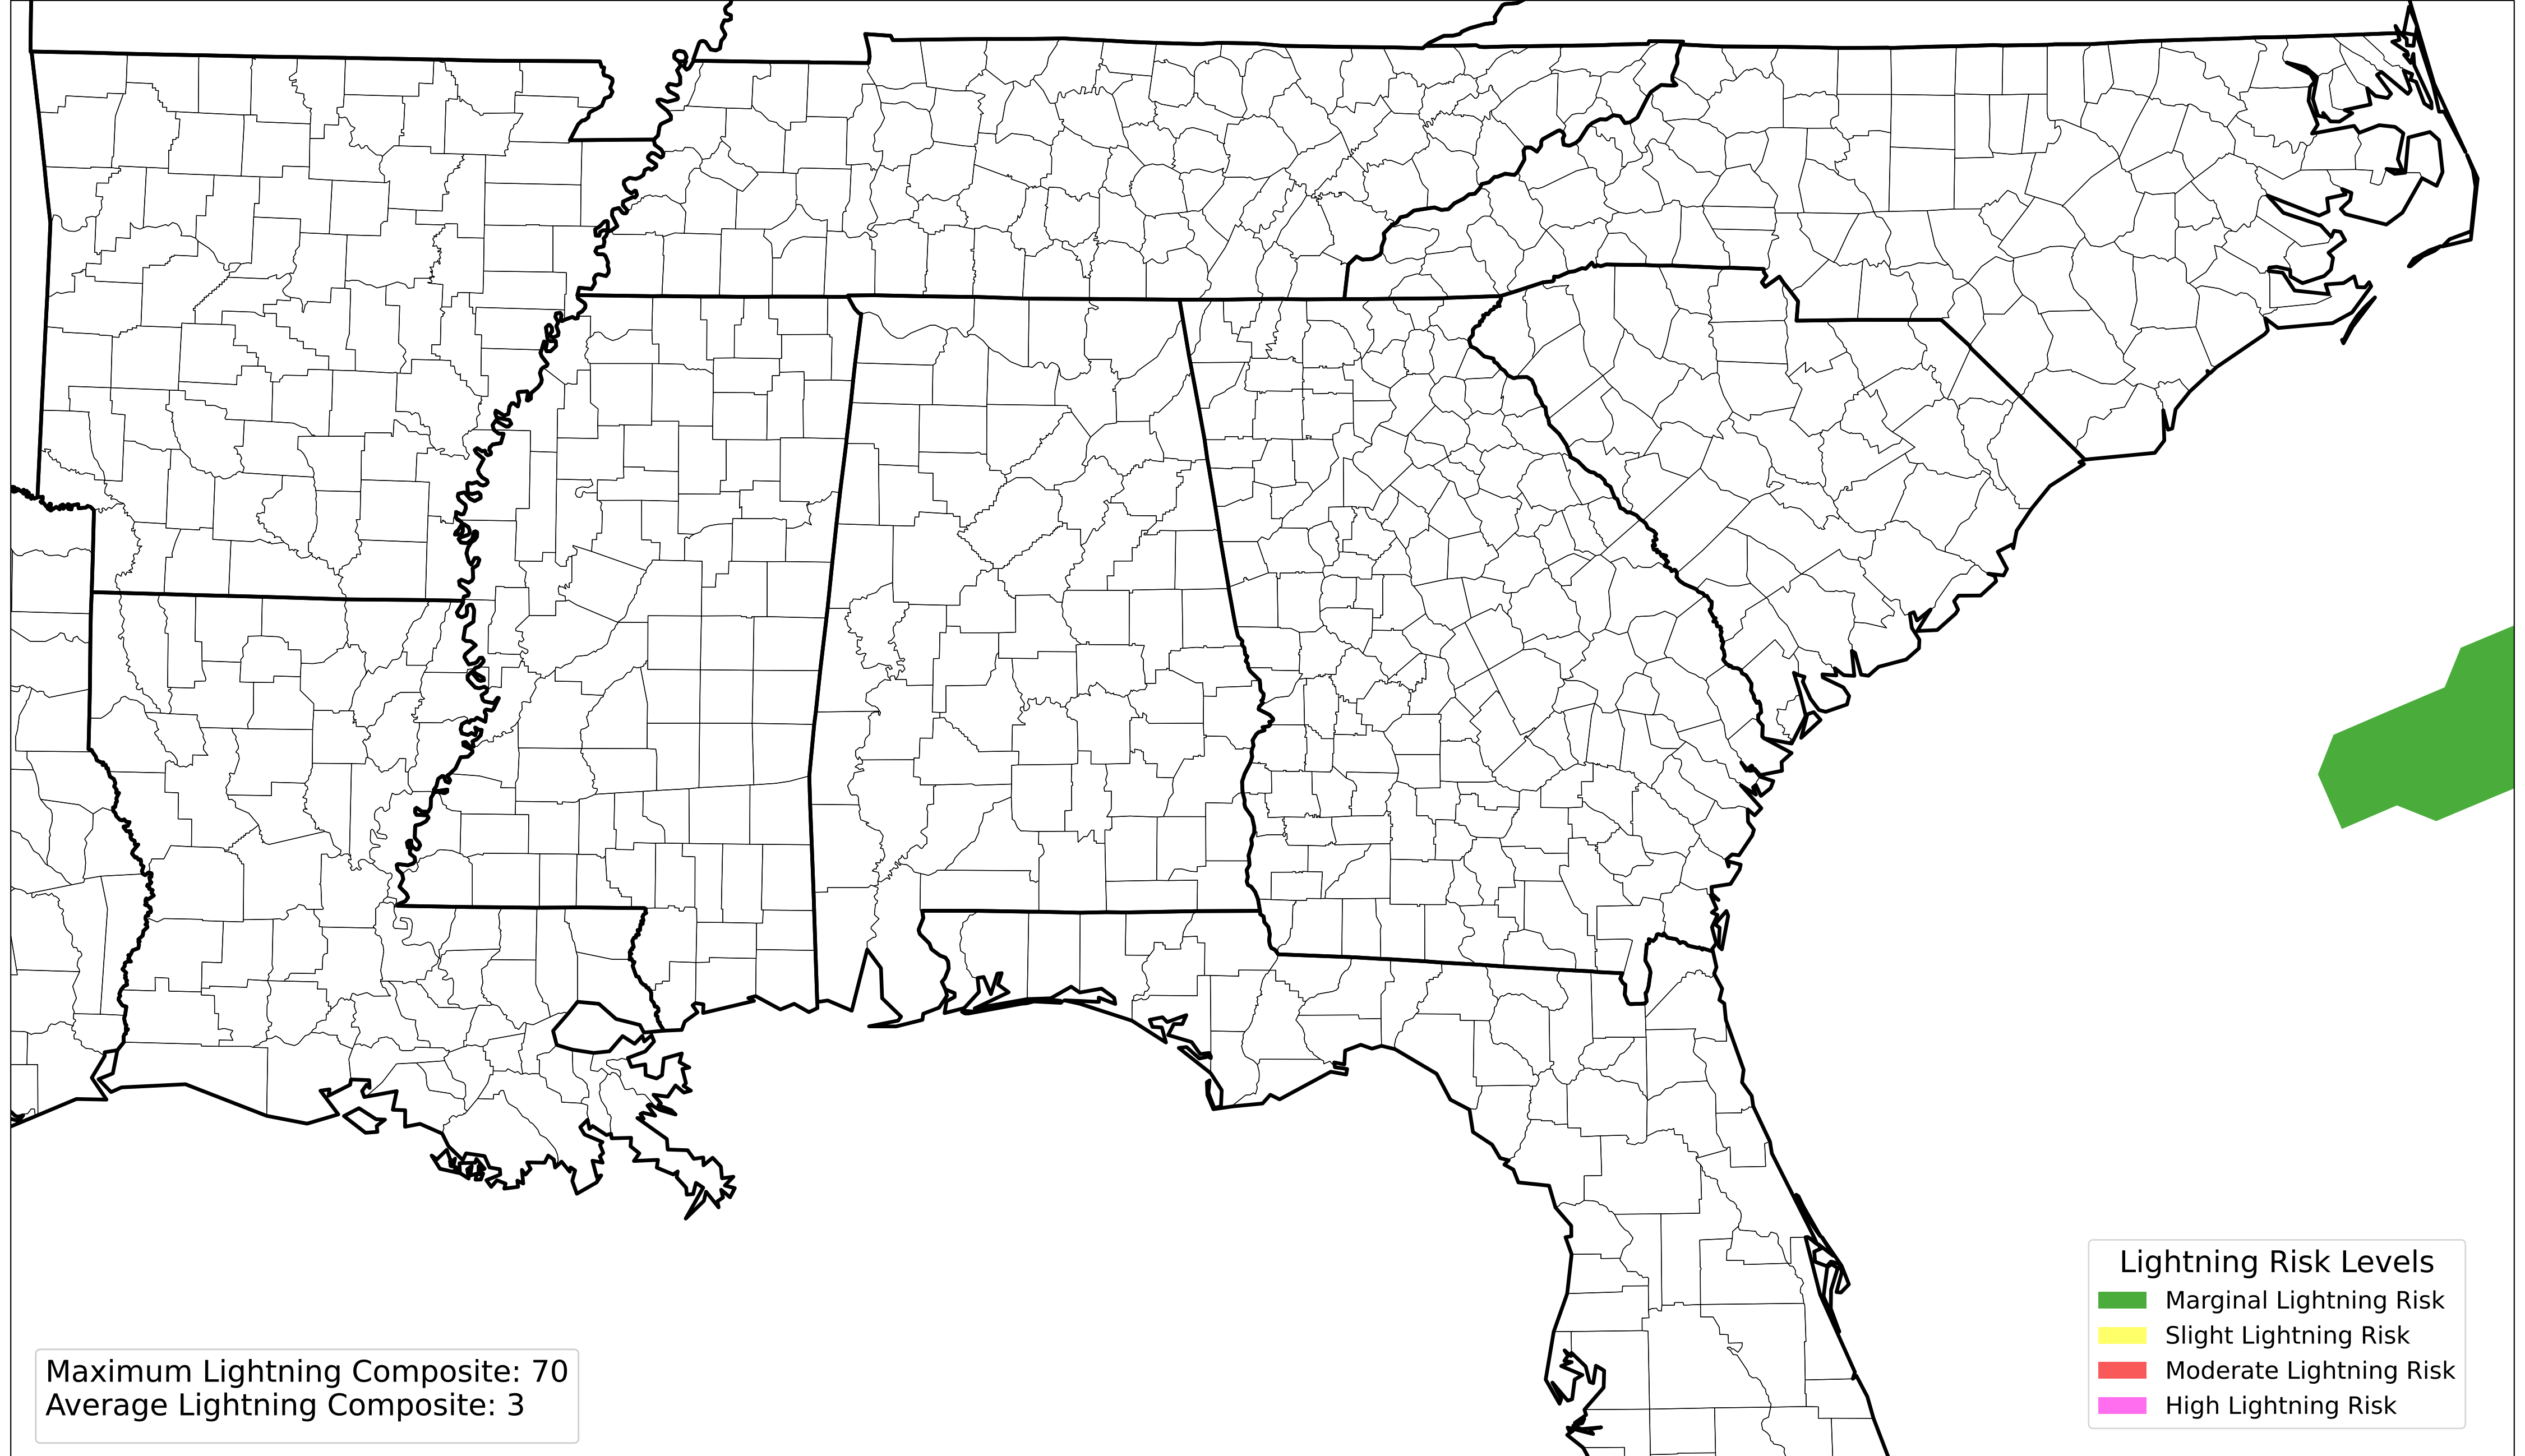 Lightning Risk Levels
Marginal Lightning Risk
Slight Lightning Risk
Moderate Lightning Risk
High Lightning Risk
Maximum Lightning Composite: 70
Average Lightning Composite: 3